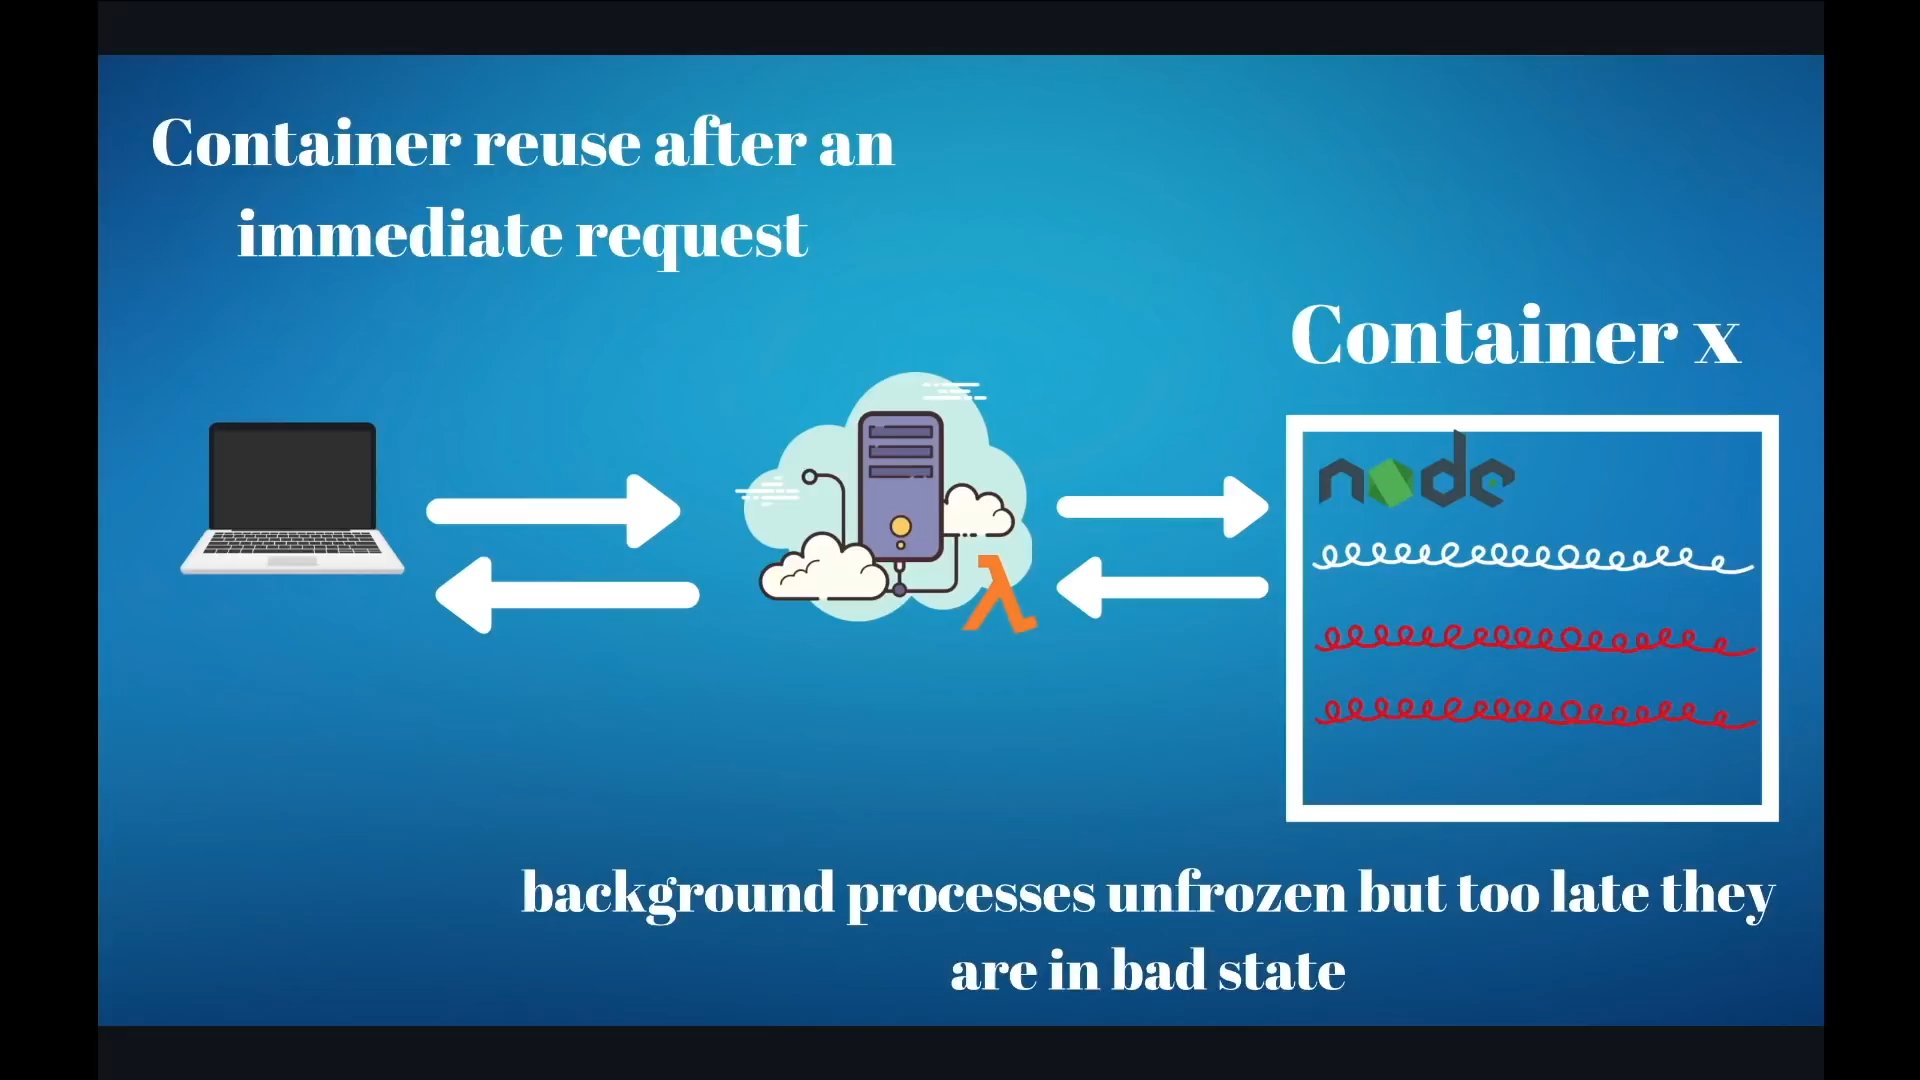 Container reuse after an
immediate request
Container x
node
background processes unfrozen but too late they
are in bad state